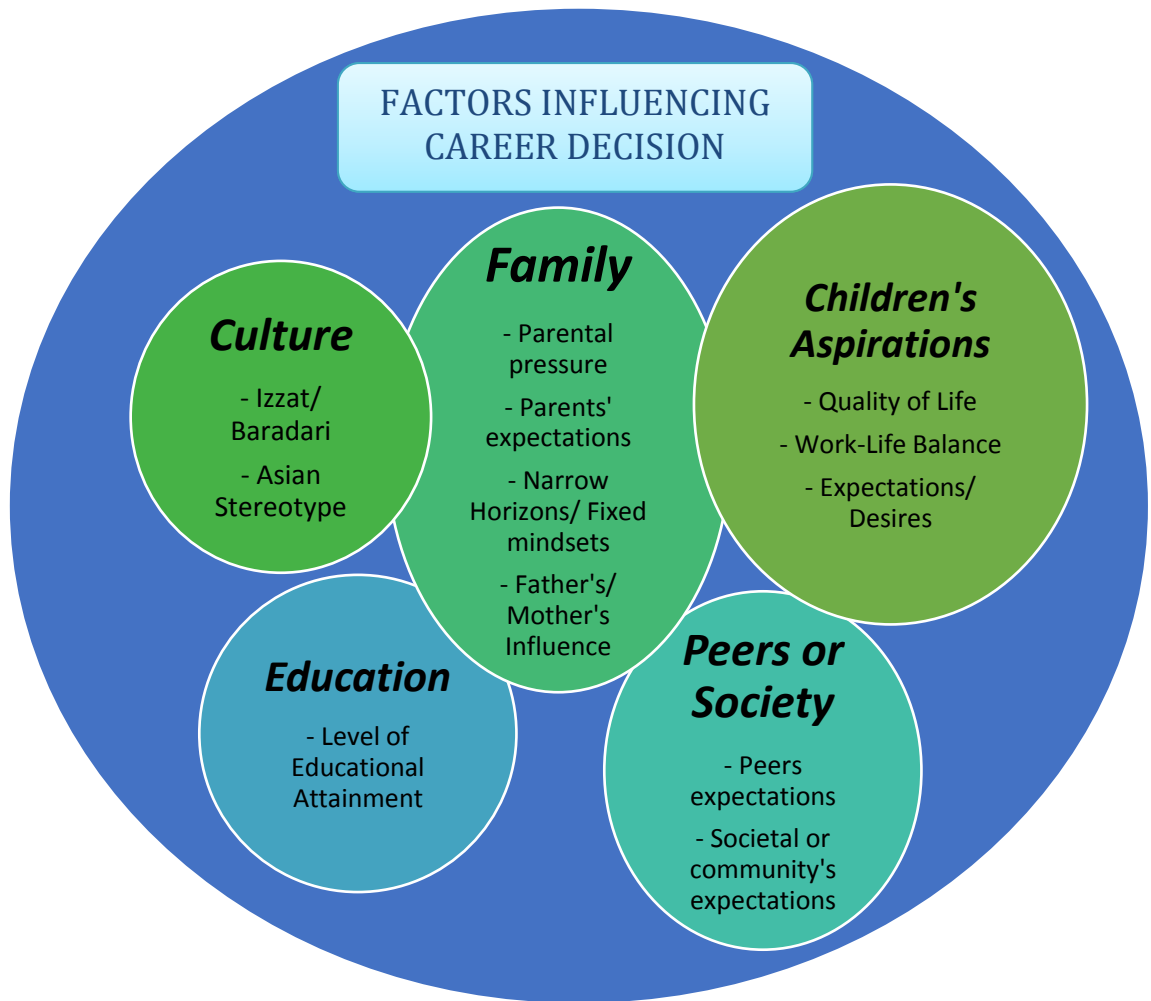 FACTORS INFLUENCING
CAREER DECISION
Family
- Parental
pressure
- Parents'
expectations
- Narrow
Horizons/ Fixed
mindsets
- Father's/
Mother's
Influence
Culture
- Izzat/
Baradari
- Asian
Stereotype
Children's
Aspirations
- Quality of Life
- Work-Life Balance
- Expectations/
Desires
Education
- Level of
Educational
Attainment
Peers or
Society
- Peers
expectations
- Societal or
community's
expectations